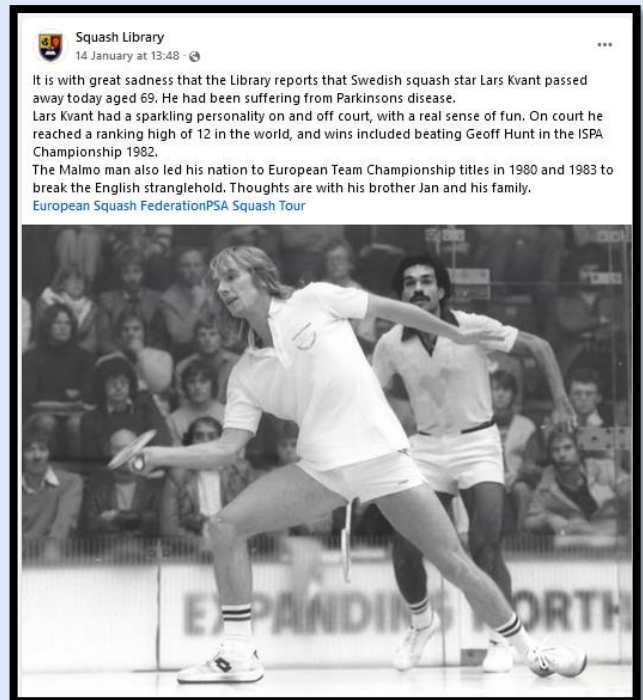 Squash Library
14 January at 13:48 ·
It is with great sadness that the Library reports that Swedish squash star Lars Kvant passed
away today aged 69. He had been suffering from Parkinsons disease.
Lars Kvant had a sparkling personality on and off court, with a real sense of fun. On court he
reached a ranking high of 12 in the world, and wins included beating Geoff Hunt in the ISPA
Championship 1982.
The Malmo man also led his nation to European Team Championship titles in 1980 and 1983 to
break the English stranglehold. Thoughts are with his brother Jan and his family.
European Squash FederationPSA Squash Tour
EXPANDING NORTH